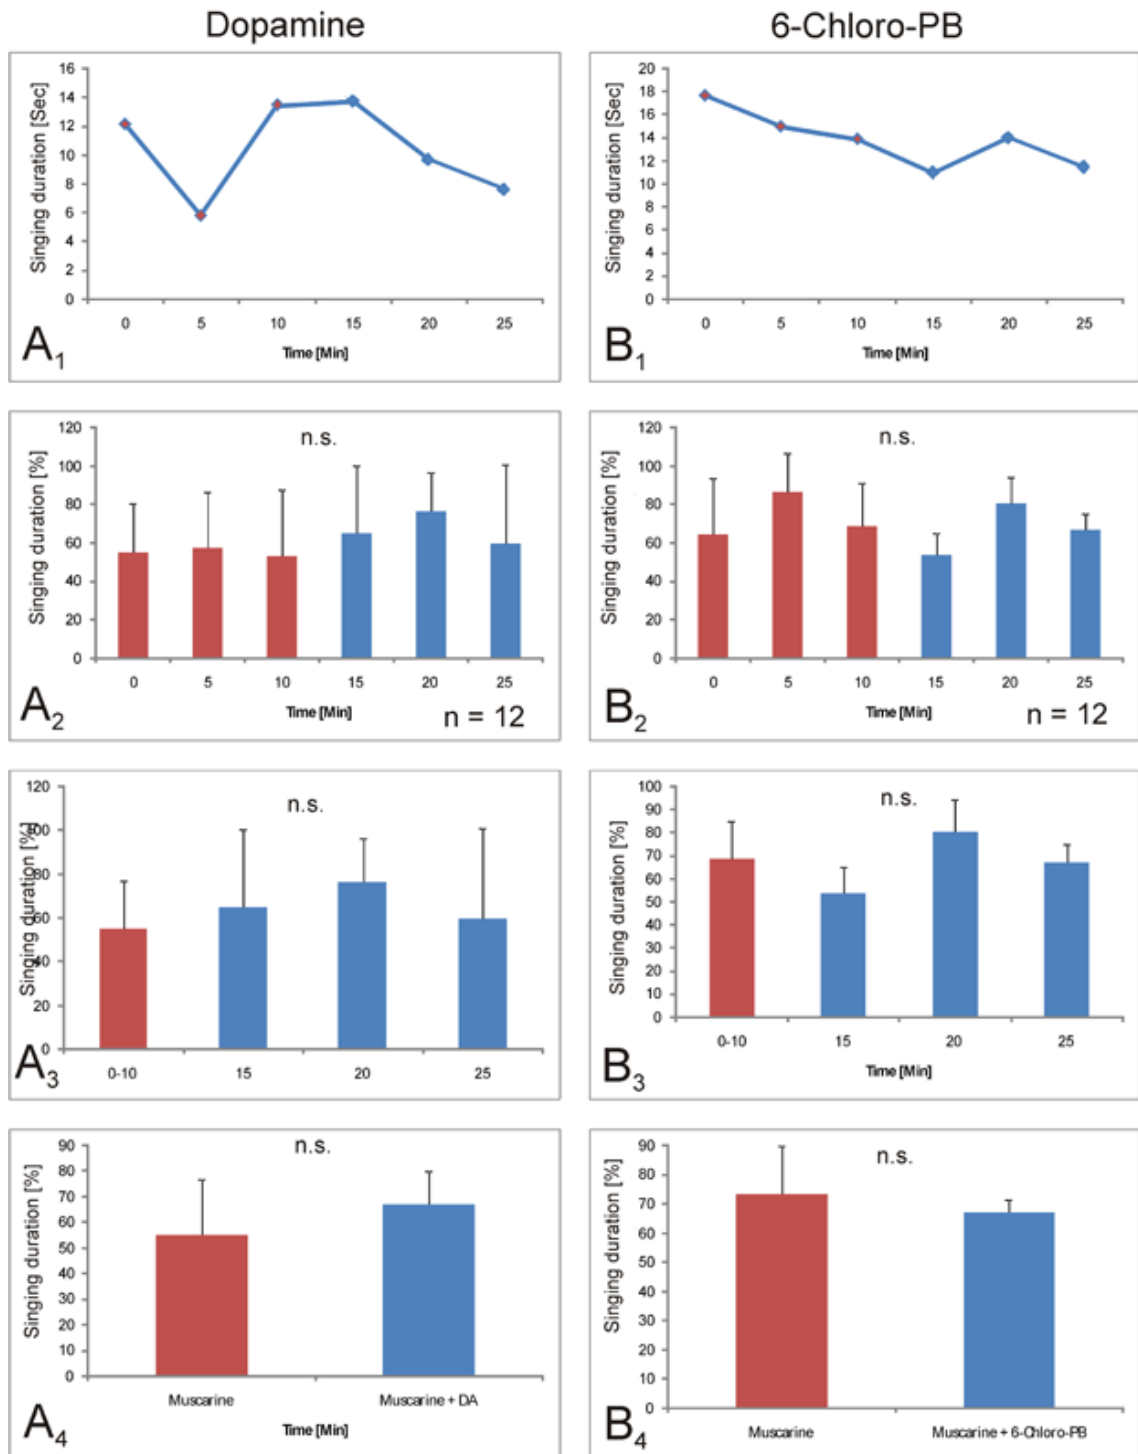 Dopamine
6-Chloro-PB
Singing duration [Sec]
16
14
12
10
8
6
4
2
0
0 5 10 15 20 25
Time [Min]
A1
Singing duration [Sec]
20
18
16
14
12
10
8
6
4
2
0
0 5 10 15 20 25
Time [Min]
B1
Singing duration [%]
120
100
80
60
40
20
0
n.s.
0 5 10 15 20 25
Time [Min]
A2
n = 12
Singing duration [%]
120
100
80
60
40
20
0
n.s.
0 5 10 15 20 25
Time [Min]
B2
n = 12
Singing duration [%]
120
100
80
60
40
20
0
n.s.
0-10 15 20 25
Time [Min]
A3
Singing duration [%]
100
90
80
70
60
50
40
30
20
10
0
n.s.
0-10 15 20 25
Time [Min]
B3
Singing duration [%]
90
80
70
60
50
40
30
20
10
0
n.s.
Muscarine Muscarine + DA
Time [Min]
A4
Singing duration [%]
90
80
70
60
50
40
30
20
10
0
n.s.
Muscarine Muscarine + 6-Chloro-PB
B4